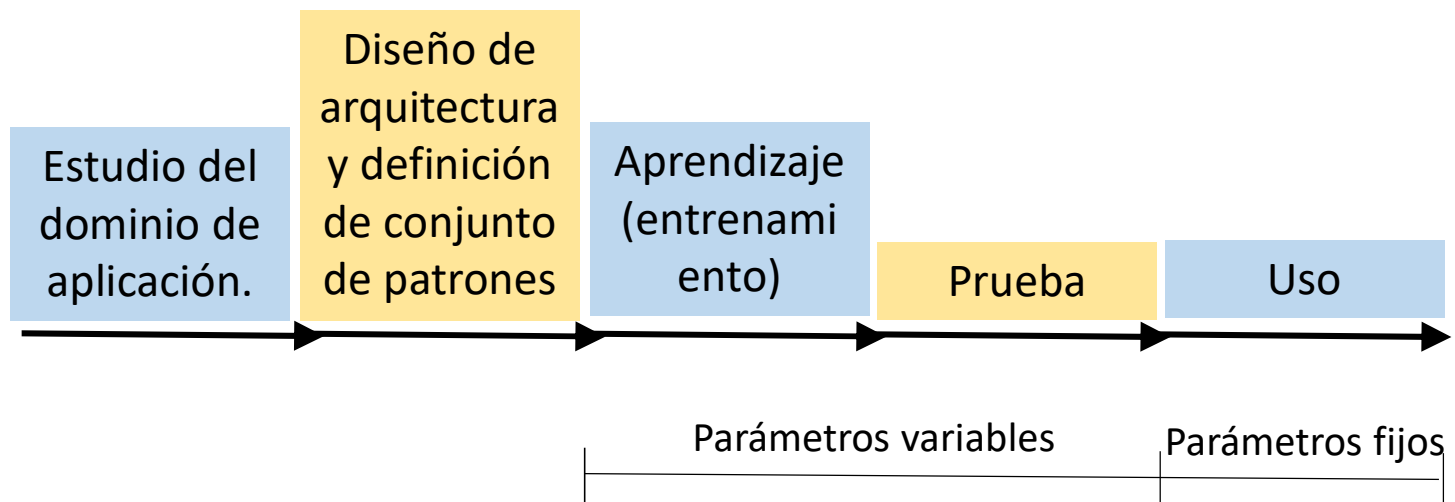 Estudio del
dominio de
aplicación.
Diseño de
arquitectura
y definición
de conjunto
de patrones
Aprendizaje
(entrenami
ento)
Prueba
Uso
Parámetros variables
Parámetros fijos